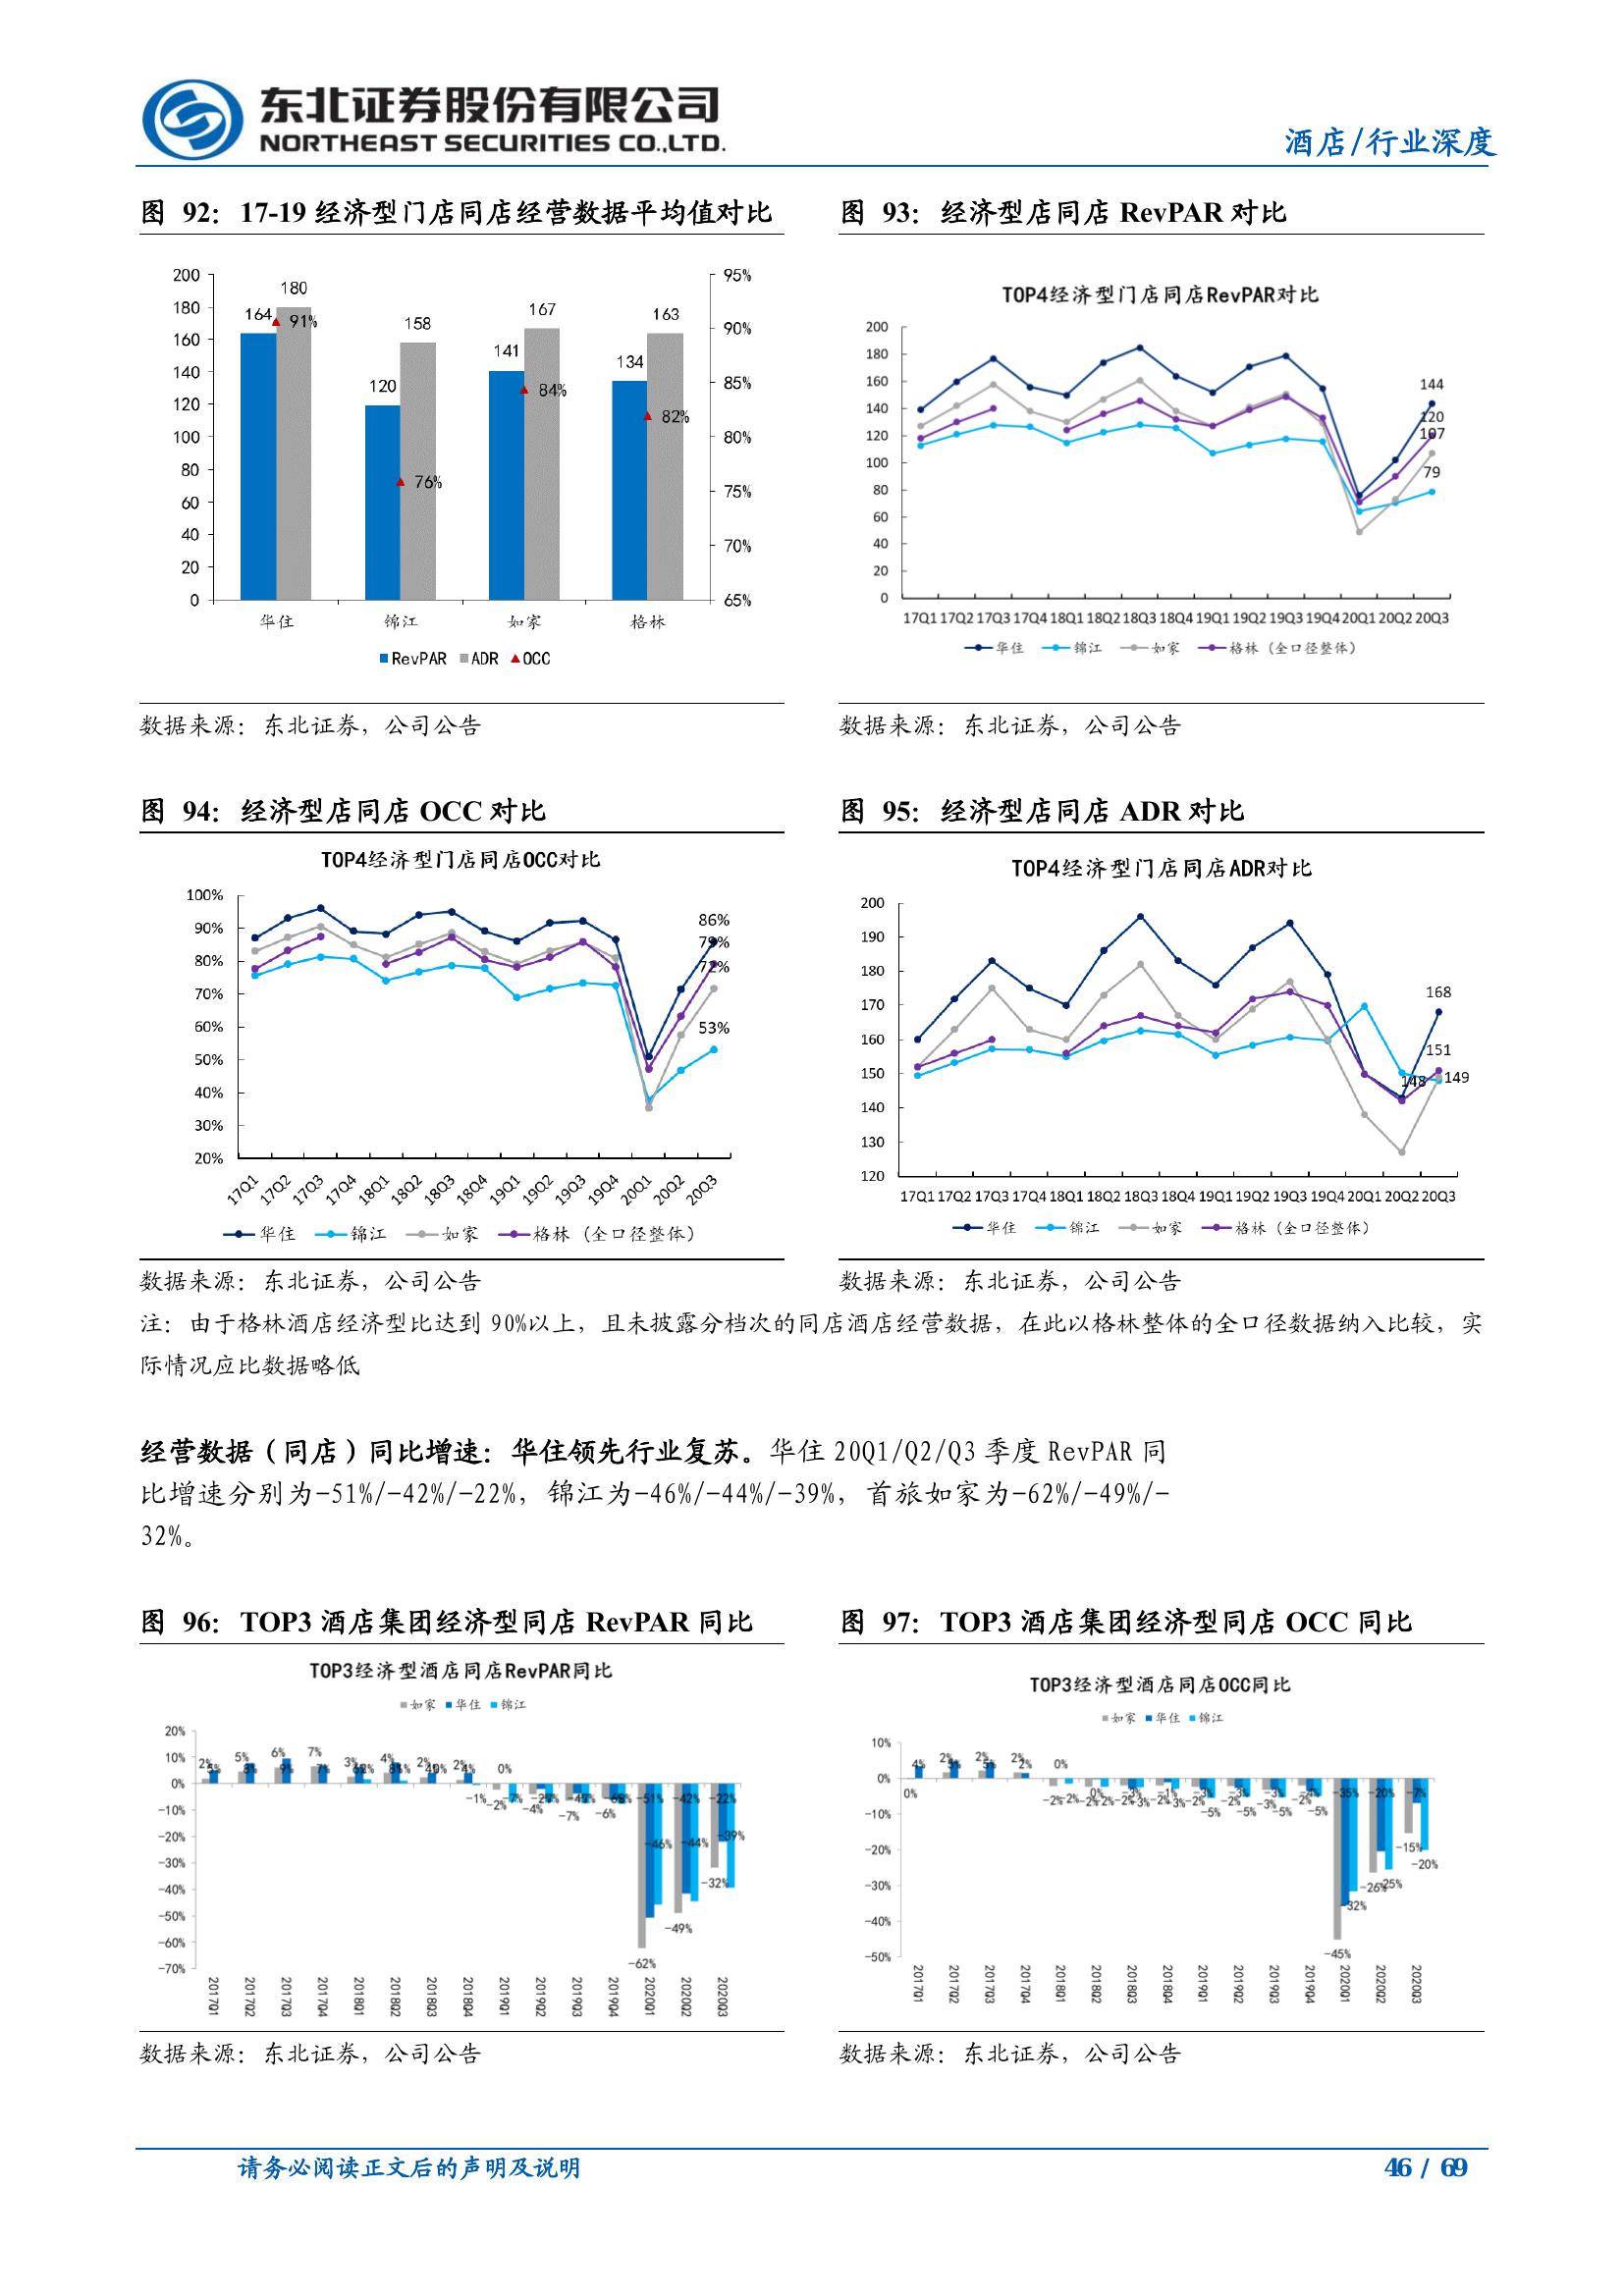 东北证券股份有限公司
NORTHEAST SECURITIES CO.,LTD.
酒店/行业深度
图 92： 17-19 经济型门店同店经营数据平均值对比
200
180
160
140
120
100
80
60
40
20
0
95%
90%
85%
80%
75%
70%
65%
164
180
91%
120
158
76%
141
167
84%
134
163
82%
华住 锦江 如家 格林
RevPAR ADR OCC
数据来源：东北证券，公司公告
图 93： 经济型店同店 RevPAR 对比
TOP4经济型门店同店RevPAR对比
200
180
160
140
120
100
80
60
40
20
0
144
120
107
79
17Q1 17Q2 17Q3 17Q4 18Q1 18Q2 18Q3 18Q4 19Q1 19Q2 19Q3 19Q4 20Q1 20Q2 20Q3
华住 锦江 如家 格林（全口径整体）
数据来源：东北证券，公司公告
图 94： 经济型店同店 OCC 对比
TOP4经济型门店同店OCC对比
100%
90%
80%
70%
60%
50%
40%
30%
20%
86%
79%
72%
53%
17Q1 17Q2 17Q3 17Q4 18Q1 18Q2 18Q3 18Q4 19Q1 19Q2 19Q3 19Q4 20Q1 20Q2 20Q3
华住 锦江 如家 格林（全口径整体）
数据来源：东北证券，公司公告
图 95： 经济型店同店 ADR 对比
TOP4经济型门店同店ADR对比
200
190
180
170
160
150
140
130
120
168
151
148
149
17Q1 17Q2 17Q3 17Q4 18Q1 18Q2 18Q3 18Q4 19Q1 19Q2 19Q3 19Q4 20Q1 20Q2 20Q3
华住 锦江 如家 格林（全口径整体）
数据来源：东北证券，公司公告
注：由于格林酒店经济型比达到 90%以上，且未披露分档次的同店酒店经营数据，在此以格林整体的全口径数据纳入比较，实
际情况应比数据略低
经营数据（同店）同比增速：华住领先行业复苏。华住 20Q1/Q2/Q3 季度 RevPAR 同
比增速分别为-51%/-42%/-22%，锦江为-46%/-44%/-39%，首旅如家为-62%/-49%/-
32%。
图 96： TOP3 酒店集团经济型同店 RevPAR 同比
TOP3经济型酒店同店RevPAR同比
如家 华住 锦江
20%
10%
0%
-10%
-20%
-30%
-40%
-50%
-60%
-70%
2% 5% 6% 7% 3% 4% 2% 2% 0%
-1% -2% -4% -7% -6%
-51% -42% -22%
-46% -44% -39%
-62% -49% -32%
2017Q1 2017Q2 2017Q3 2017Q4 2018Q1 2018Q2 2018Q3 2018Q4 2019Q1 2019Q2 2019Q3 2019Q4 2020Q1 2020Q2 2020Q3
数据来源：东北证券，公司公告
图 97： TOP3 酒店集团经济型同店 OCC 同比
TOP3经济型酒店同店OCC同比
如家 华住 锦江
10%
0%
-10%
-20%
-30%
-40%
-50%
4% 2% 5% 2% 5% 2% 2% 0%
0%
-35% -20% -7%
-32% -25% -20%
-45% -26% -15%
2017Q1 2017Q2 2017Q3 2017Q4 2018Q1 2018Q2 2018Q3 2018Q4 2019Q1 2019Q2 2019Q3 2019Q4 2020Q1 2020Q2 2020Q3
数据来源：东北证券，公司公告
请务必阅读正文后的声明及说明
46 / 69